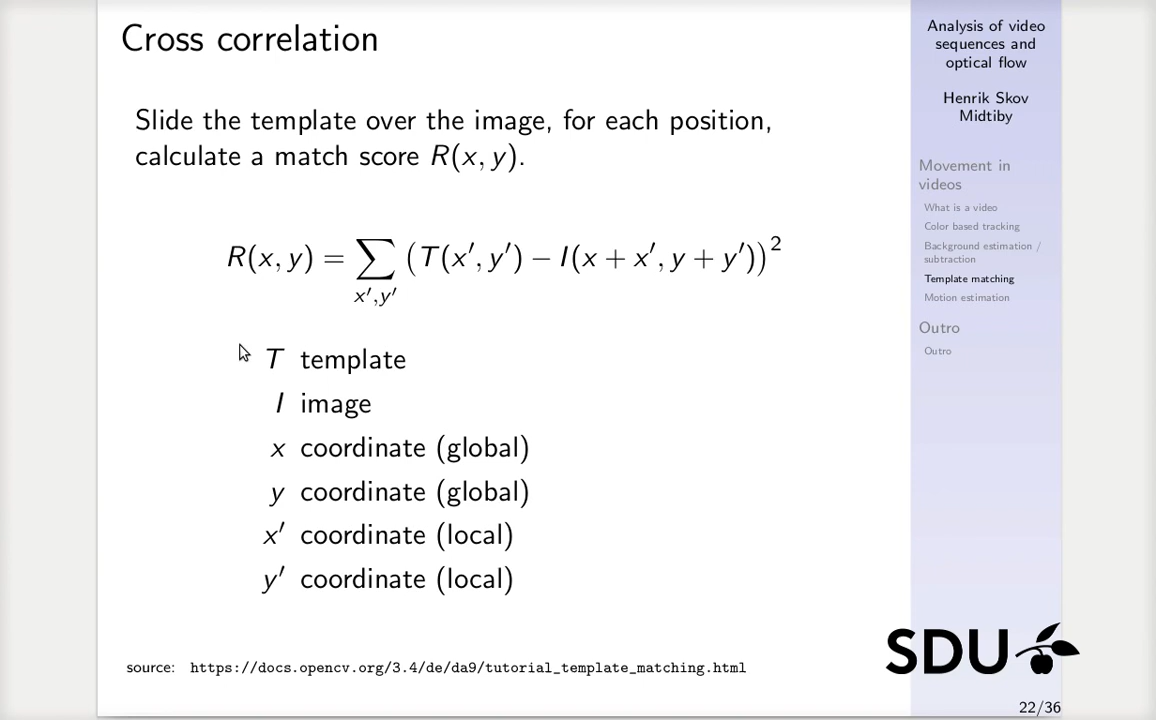 Cross correlation
Slide the template over the image, for each position,
calculate a match score R(x, y).
R(x, y) = ∑ (T(x′, y′) − I(x + x′, y + y′))²
x′,y′
T template
I image
x coordinate (global)
y coordinate (global)
x′ coordinate (local)
y′ coordinate (local)
source: https://docs.opencv.org/3.4/de/da9/tutorial_template_matching.html
Analysis of video
sequences and
optical flow
Henrik Skov
Midtiby
Movement in
videos
What is a video
Color based tracking
Background estimation /
subtraction
Template matching
Motion estimation
Outro
Outro
SDU
22/36